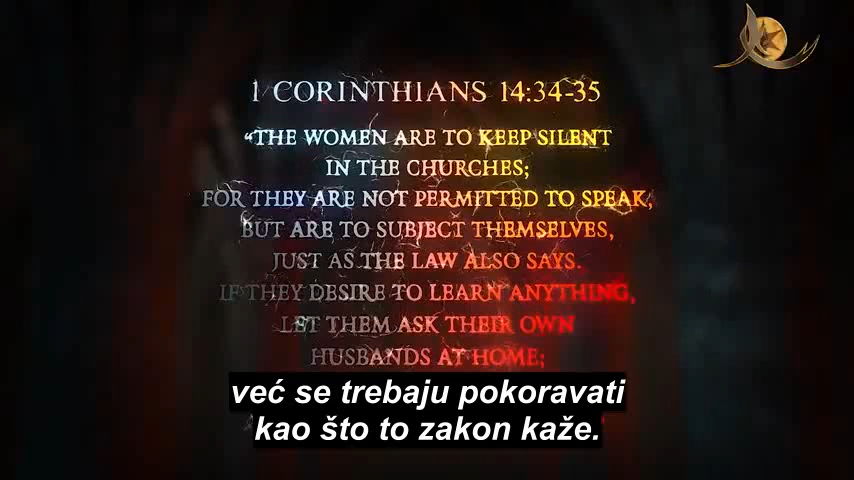 1 CORINTHIANS 14:34-35
“THE WOMEN ARE TO KEEP SILENT
IN THE CHURCHES;
FOR THEY ARE NOT PERMITTED TO SPEAK,
BUT ARE TO SUBJECT THEMSELVES,
JUST AS THE LAW ALSO SAYS.
IF THEY DESIRE TO LEARN ANYTHING,
LET THEM ASK THEIR OWN
HUSBANDS AT HOME;
već se trebaju pokoravati
kao što to zakon kaže.